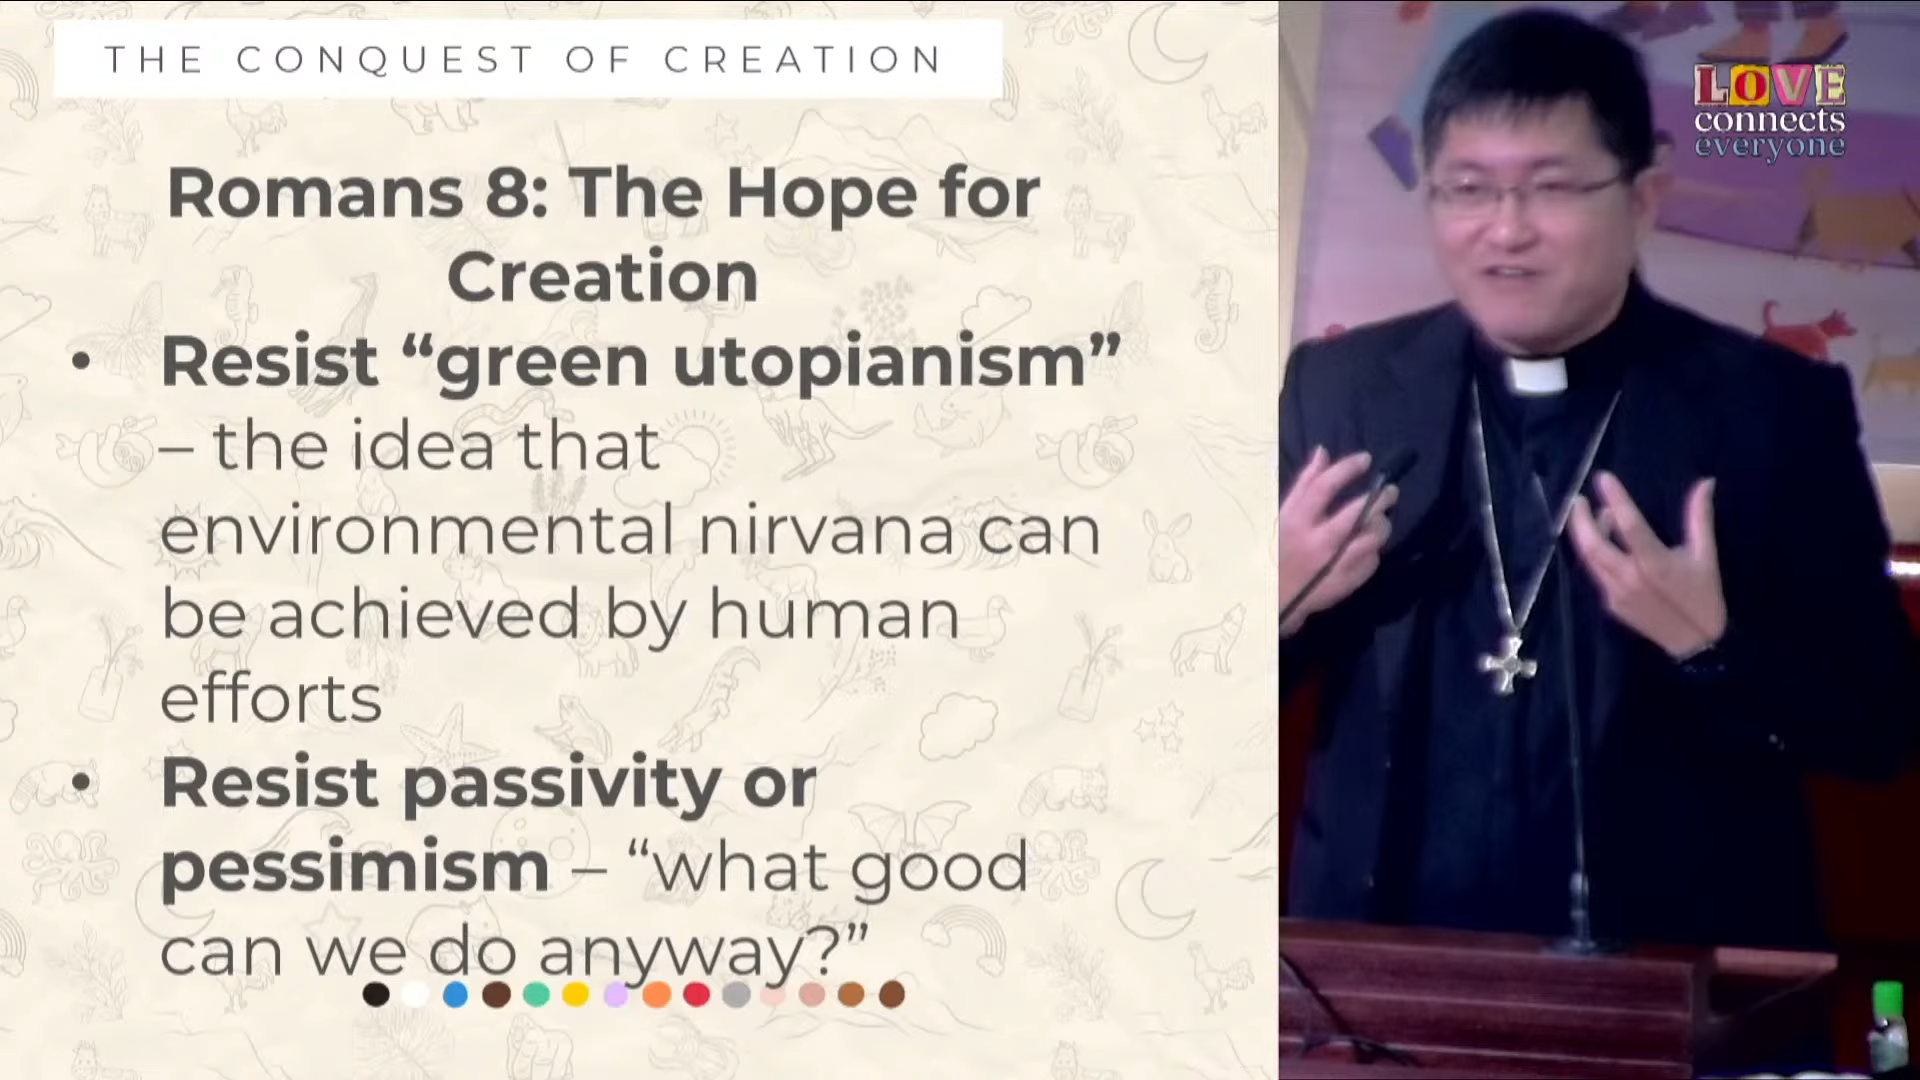 THE CONQUEST OF CREATION
Romans 8: The Hope for
Creation
• Resist “green utopianism”
– the idea that
environmental nirvana can
be achieved by human
efforts
• Resist passivity or
pessimism – “what good
can we do anyway?”
LOVE
connects
everyone